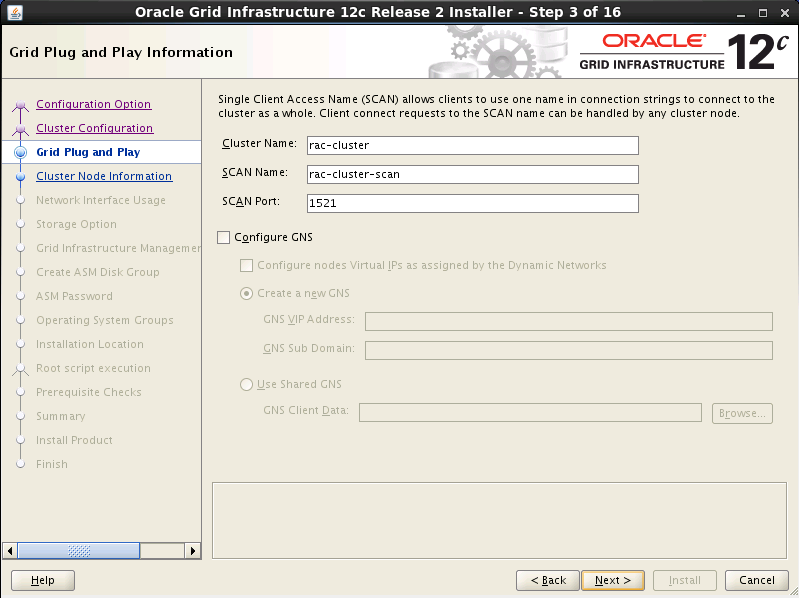 Oracle Grid Infrastructure 12c Release 2 Installer - Step 3 of 16
Grid Plug and Play Information
ORACLE
GRID INFRASTRUCTURE
12c
Configuration Option
Cluster Configuration
Grid Plug and Play
Cluster Node Information
Network Interface Usage
Storage Option
Grid Infrastructure Managemen
Create ASM Disk Group
ASM Password
Operating System Groups
Installation Location
Root script execution
Prerequisite Checks
Summary
Install Product
Finish
Single Client Access Name (SCAN) allows clients to use one name in connection strings to connect to the
cluster as a whole. Client connect requests to the SCAN name can be handled by any cluster node.
Cluster Name: rac-cluster
SCAN Name: rac-cluster-scan
SCAN Port: 1521
Configure GNS
Configure nodes Virtual IPs as assigned by the Dynamic Networks
Create a new GNS
GNS VIP Address:
GNS Sub Domain:
Use Shared GNS
GNS Client Data:
Browse...
Help
< Back
Next >
Install
Cancel